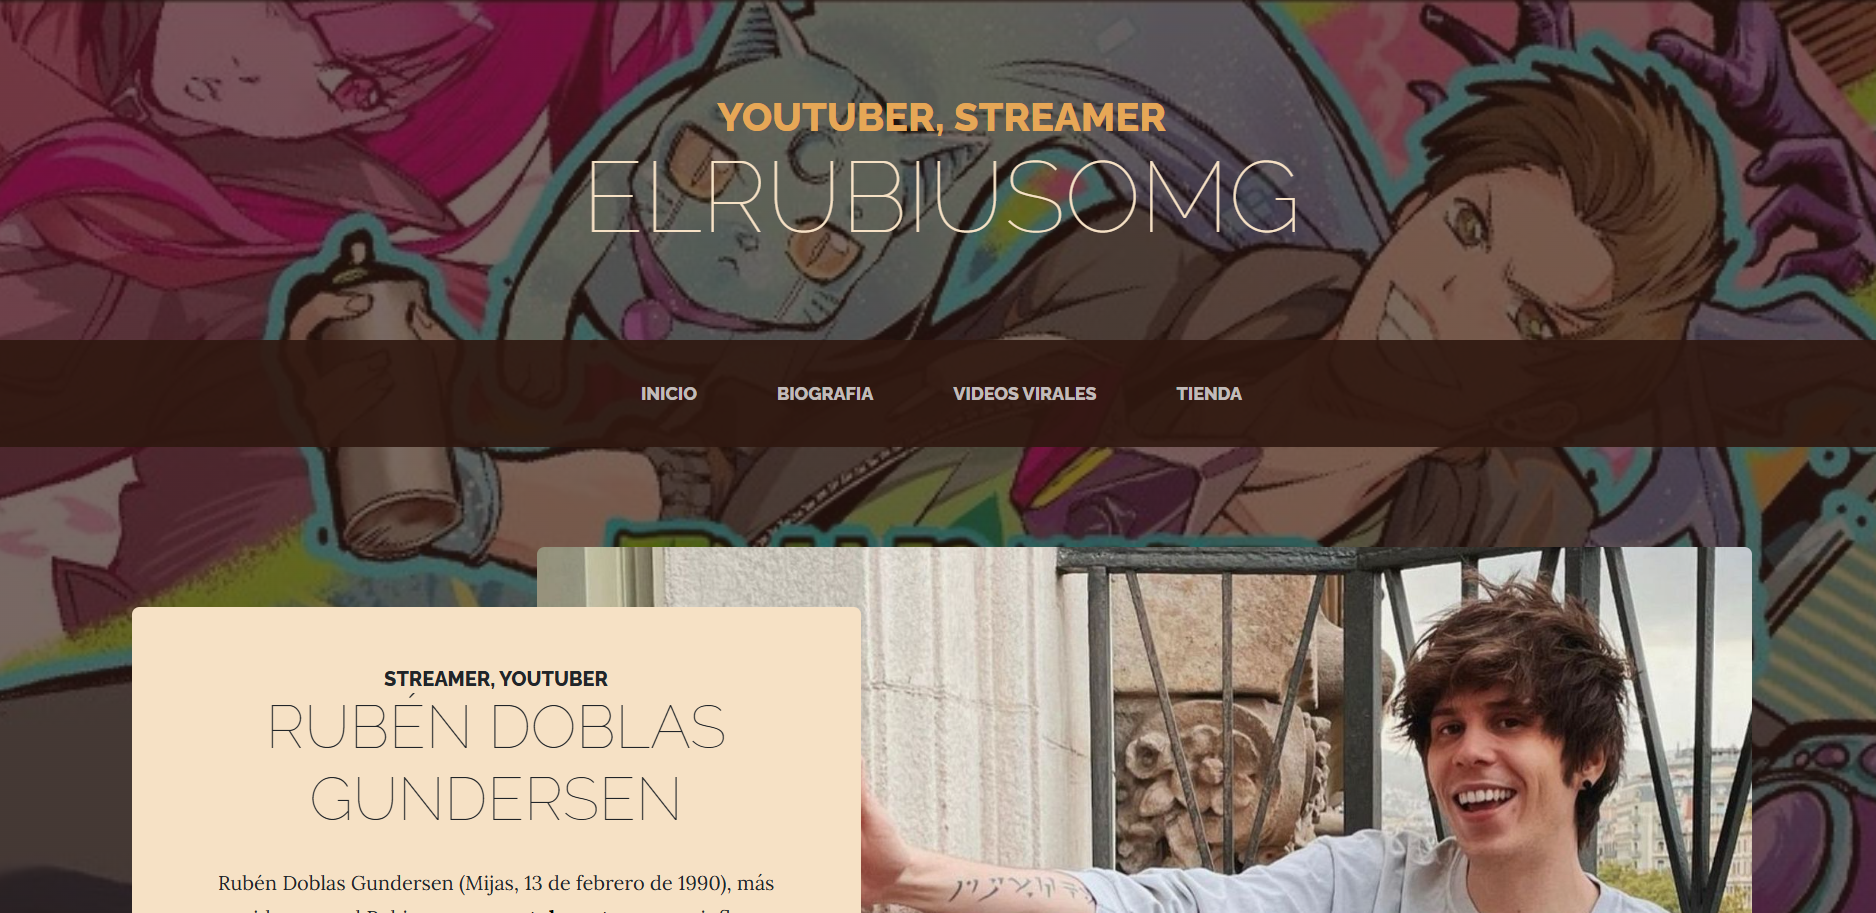 YOUTUBER, STREAMER
ELRUBIUSOMG
INICIO BIOGRAFIA VIDEOS VIRALES TIENDA
STREAMER, YOUTUBER
RUBÉN DOBLAS
GUNDERSEN
Rubén Doblas Gundersen (Mijas, 13 de febrero de 1990), más